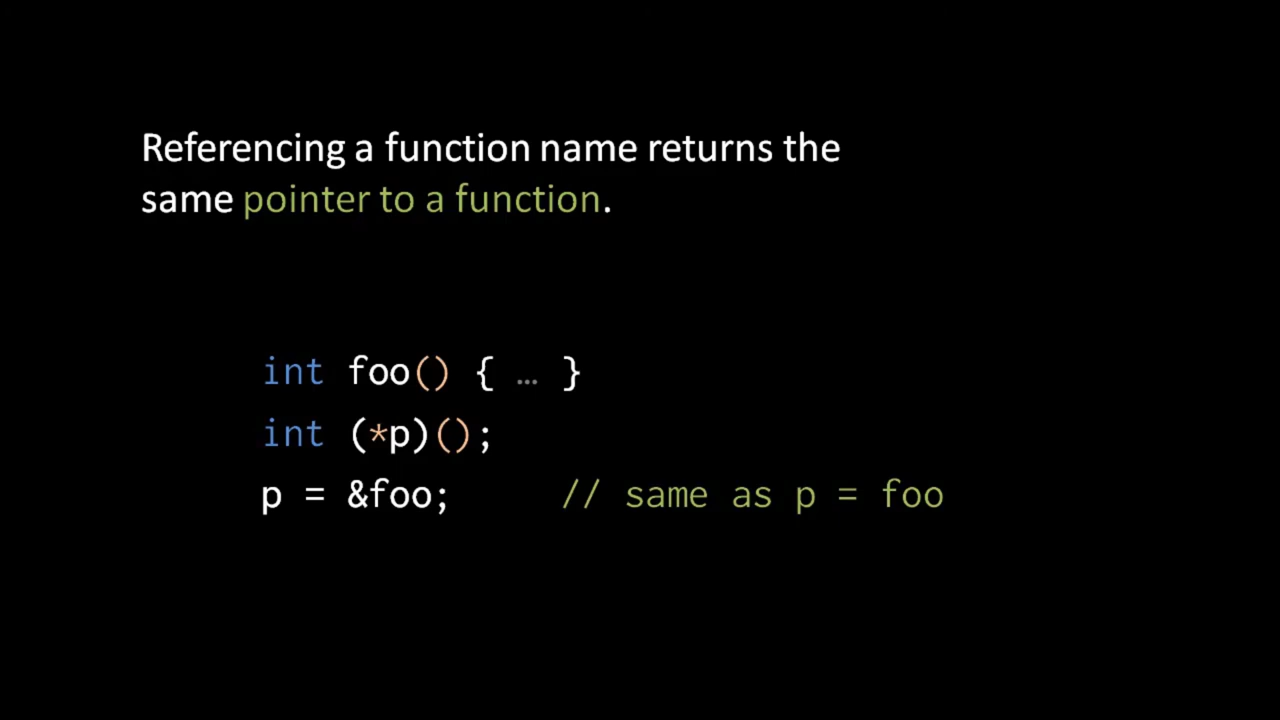 Referencing a function name returns the
same pointer to a function.
int foo() { … }
int (*p)();
p = &foo; // same as p = foo